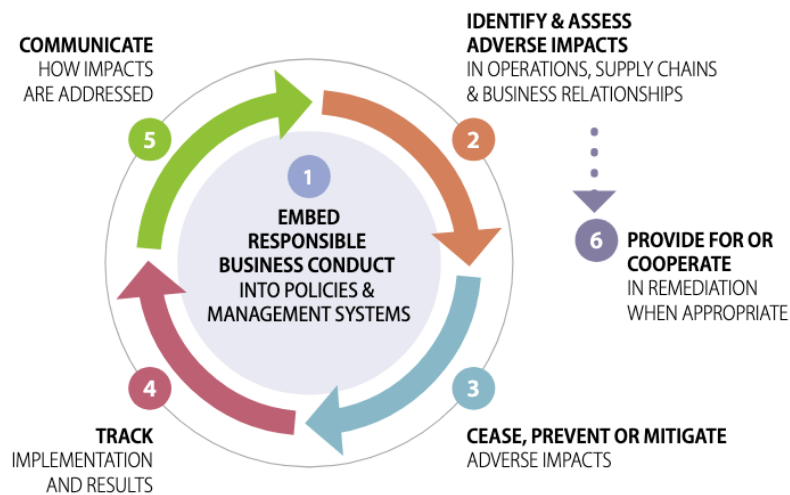 1
EMBED
RESPONSIBLE
BUSINESS CONDUCT
INTO POLICIES &
MANAGEMENT SYSTEMS
2
IDENTIFY & ASSESS
ADVERSE IMPACTS
IN OPERATIONS, SUPPLY CHAINS
& BUSINESS RELATIONSHIPS
3
CEASE, PREVENT OR MITIGATE
ADVERSE IMPACTS
4
TRACK
IMPLEMENTATION
AND RESULTS
5
COMMUNICATE
HOW IMPACTS
ARE ADDRESSED
6
PROVIDE FOR OR
COOPERATE
IN REMEDIATION
WHEN APPROPRIATE